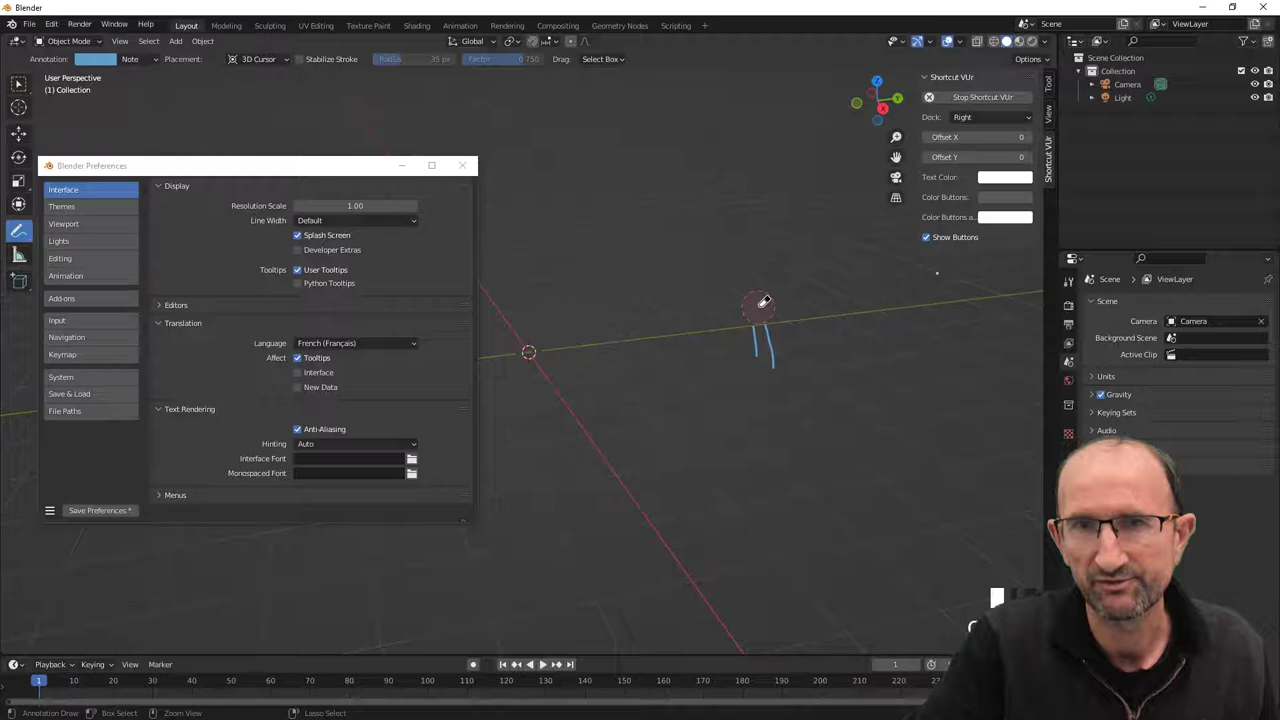 Blender
File Edit Render Window Help Layout Modeling Sculpting UV Editing Texture Paint Shading Animation Rendering Compositing Geometry Nodes Scripting + Scene ViewLayer
Object Mode View Select Add Object Global
Annotation: Note Placement: 3D Cursor Stabilize Stroke Radius 35 px Factor 0.750 Drag: Select Box Options
User Perspective
(1) Collection
Scene Collection
Collection
Camera
Light
Z
Y
X
Shortcut VUr
Stop Shortcut VUr
Dock: Right
Offset X 0
Offset Y 0
Text Color:
Color Buttons:
Color Buttons a..
Show Buttons
Tool
View
Shortcut VUr
Blender Preferences
Interface
Themes
Viewport
Lights
Editing
Animation
Add-ons
Input
Navigation
Keymap
System
Save & Load
File Paths
Save Preferences *
Display
Resolution Scale 1.00
Line Width Default
Splash Screen
Developer Extras
Tooltips User Tooltips
Python Tooltips
Editors
Translation
Language French (Français)
Affect Tooltips
Interface
New Data
Text Rendering
Anti-Aliasing
Hinting Auto
Interface Font
Monospaced Font
Menus
Scene ViewLayer
Scene
Camera Camera
Background Scene
Active Clip
Units
Gravity
Keying Sets
Audio
Playback Keying View Marker 1
1 10 20 30 40 50 60 70 80 90 100 110 120 130 140 150 160 170 180 190 200 210 220
Annotation Draw Box Select Zoom View Lasso Select